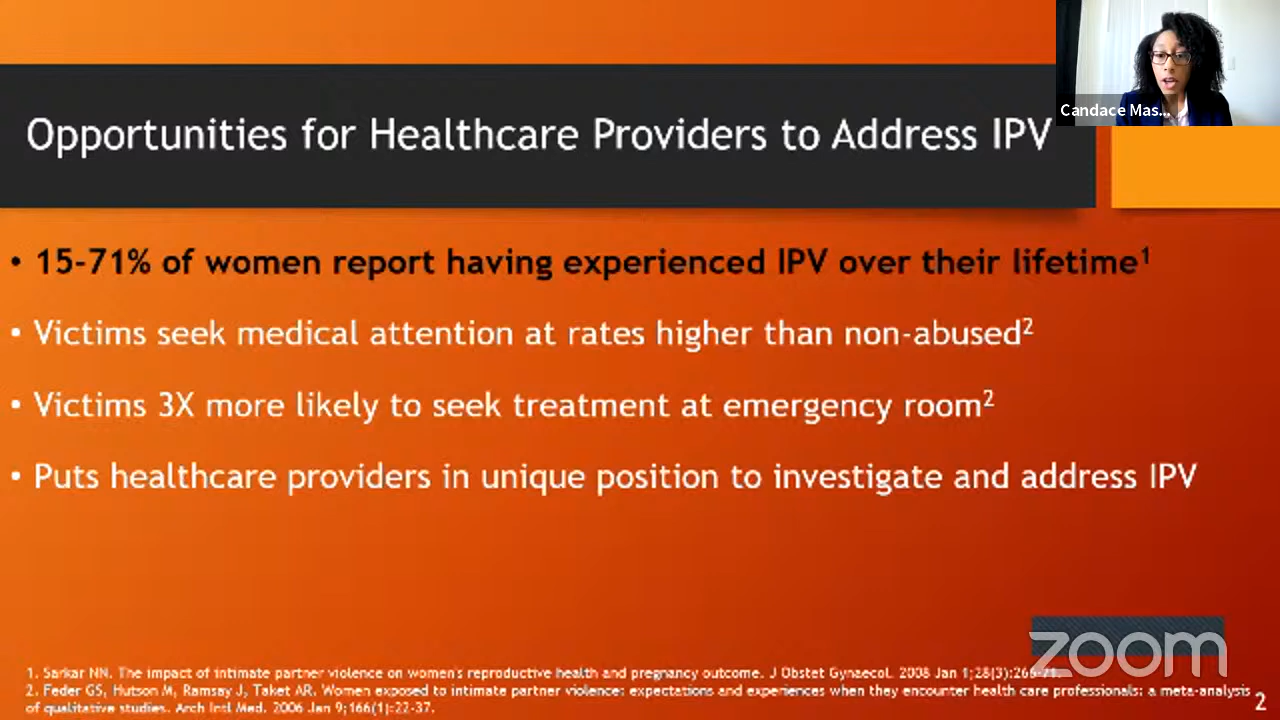 Candace Mas...
Opportunities for Healthcare Providers to Address IPV
• 15-71% of women report having experienced IPV over their lifetime¹
• Victims seek medical attention at rates higher than non-abused²
• Victims 3X more likely to seek treatment at emergency room²
• Puts healthcare providers in unique position to investigate and address IPV
zoom
1. Sarkar NN. The impact of intimate partner violence on women's reproductive health and pregnancy outcome. J Obstet Gynaecol. 2008 Jan 1;28(3):266-71.
2. Feder GS, Hutson M, Ramsay J, Taket AR. Women exposed to intimate partner violence: expectations and experiences when they encounter health care professionals: a meta-analysis
of qualitative studies. Arch Intl Med. 2006 Jan 9;166(1):22-37.
2